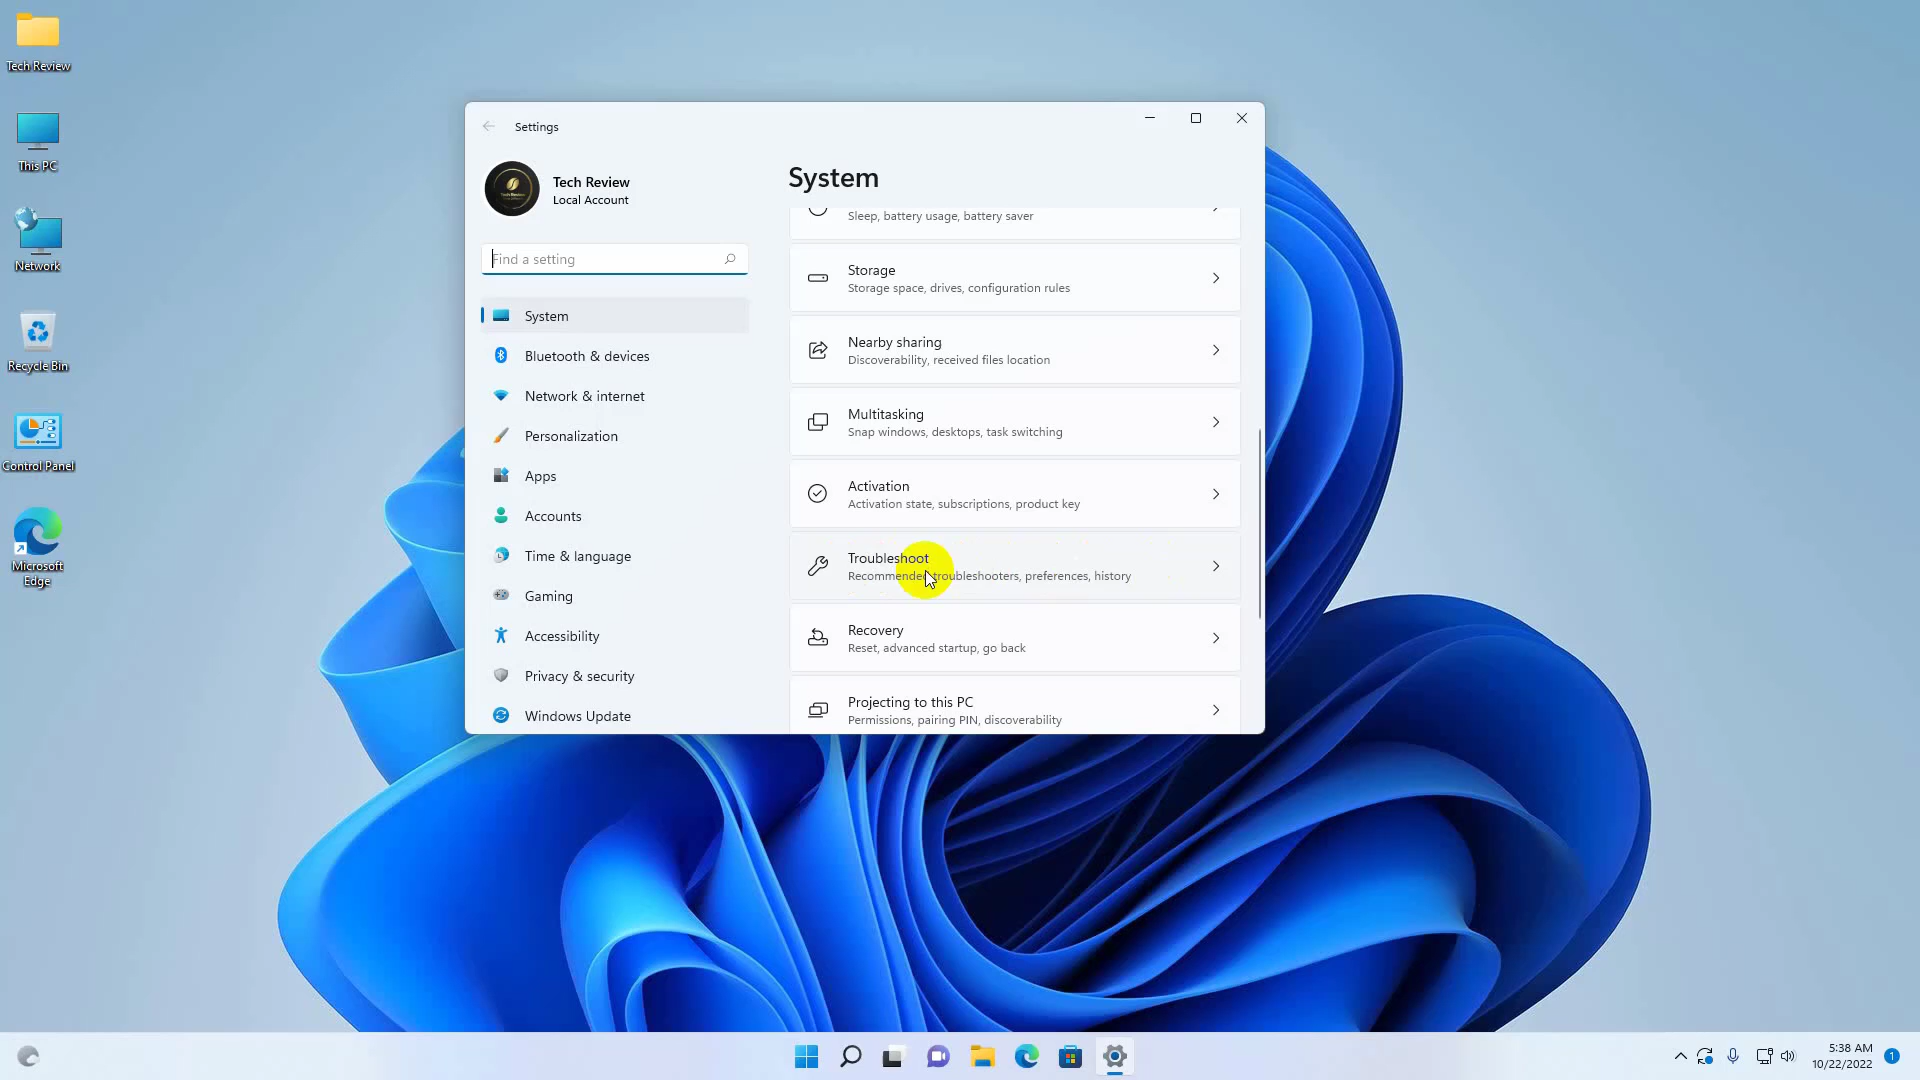 Tech Review
This PC
Network
Recycle Bin
Control Panel
Microsoft
Edge
Settings
Tech Review
Local Account
Find a setting
System
Bluetooth & devices
Network & internet
Personalization
Apps
Accounts
Time & language
Gaming
Accessibility
Privacy & security
Windows Update
System
Sleep, battery usage, battery saver
Storage
Storage space, drives, configuration rules
Nearby sharing
Discoverability, received files location
Multitasking
Snap windows, desktops, task switching
Activation
Activation state, subscriptions, product key
Troubleshoot
Recommended troubleshooters, preferences, history
Recovery
Reset, advanced startup, go back
Projecting to this PC
Permissions, pairing PIN, discoverability
5:38 AM
10/22/2022
1